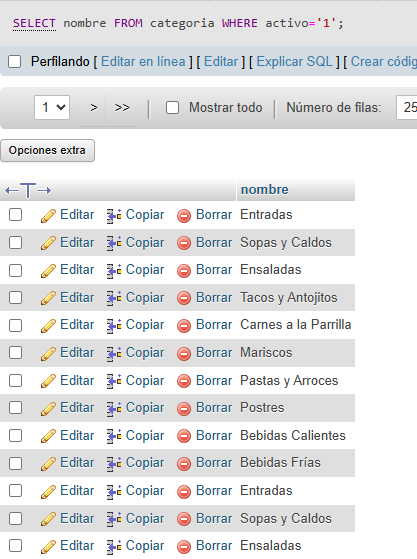 SELECT nombre FROM categoria WHERE activo='1';
Perfilando [ Editar en línea ] [ Editar ] [ Explicar SQL ] [ Crear códig
1 > >> Mostrar todo Número de filas: 25
Opciones extra
←T→ nombre
Editar Copiar Borrar Entradas
Editar Copiar Borrar Sopas y Caldos
Editar Copiar Borrar Ensaladas
Editar Copiar Borrar Tacos y Antojitos
Editar Copiar Borrar Carnes a la Parrilla
Editar Copiar Borrar Mariscos
Editar Copiar Borrar Pastas y Arroces
Editar Copiar Borrar Postres
Editar Copiar Borrar Bebidas Calientes
Editar Copiar Borrar Bebidas Frías
Editar Copiar Borrar Entradas
Editar Copiar Borrar Sopas y Caldos
Editar Copiar Borrar Ensaladas